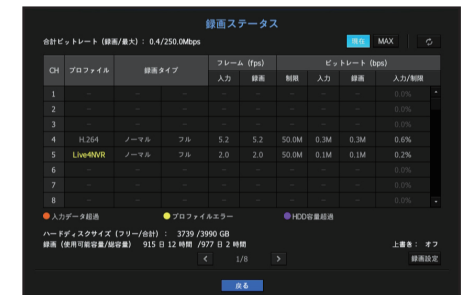 録画ステータス
合計ビットレート (録画/最大) : 0.4/250.0Mbps 現在 MAX
CH プロファイル 録画タイプ フレーム (fps) ビットレート (bps)
入力 録画 制限 入力 録画 入力/制限
1 - - - - - - - - 0.0%
2 - - - - - - - - 0.0%
3 - - - - - - - - 0.0%
4 H.264 ノーマル フル 5.2 5.2 50.0M 0.3M 0.3M 0.6%
5 Live4NVR ノーマル フル 2.0 2.0 50.0M 0.1M 0.1M 0.2%
6 - - - - - - - - 0.0%
7 - - - - - - - - 0.0%
8 - - - - - - - - 0.0%
入力データ超過 プロファイルエラー HDD容量超過
ハードディスクサイズ (フリー/合計) : 3739 /3990 GB
録画 (使用可能容量/総容量) 915 日 12 時間 /977 日 2 時間 上書き : オフ
< 1/8 > 録画設定
戻る